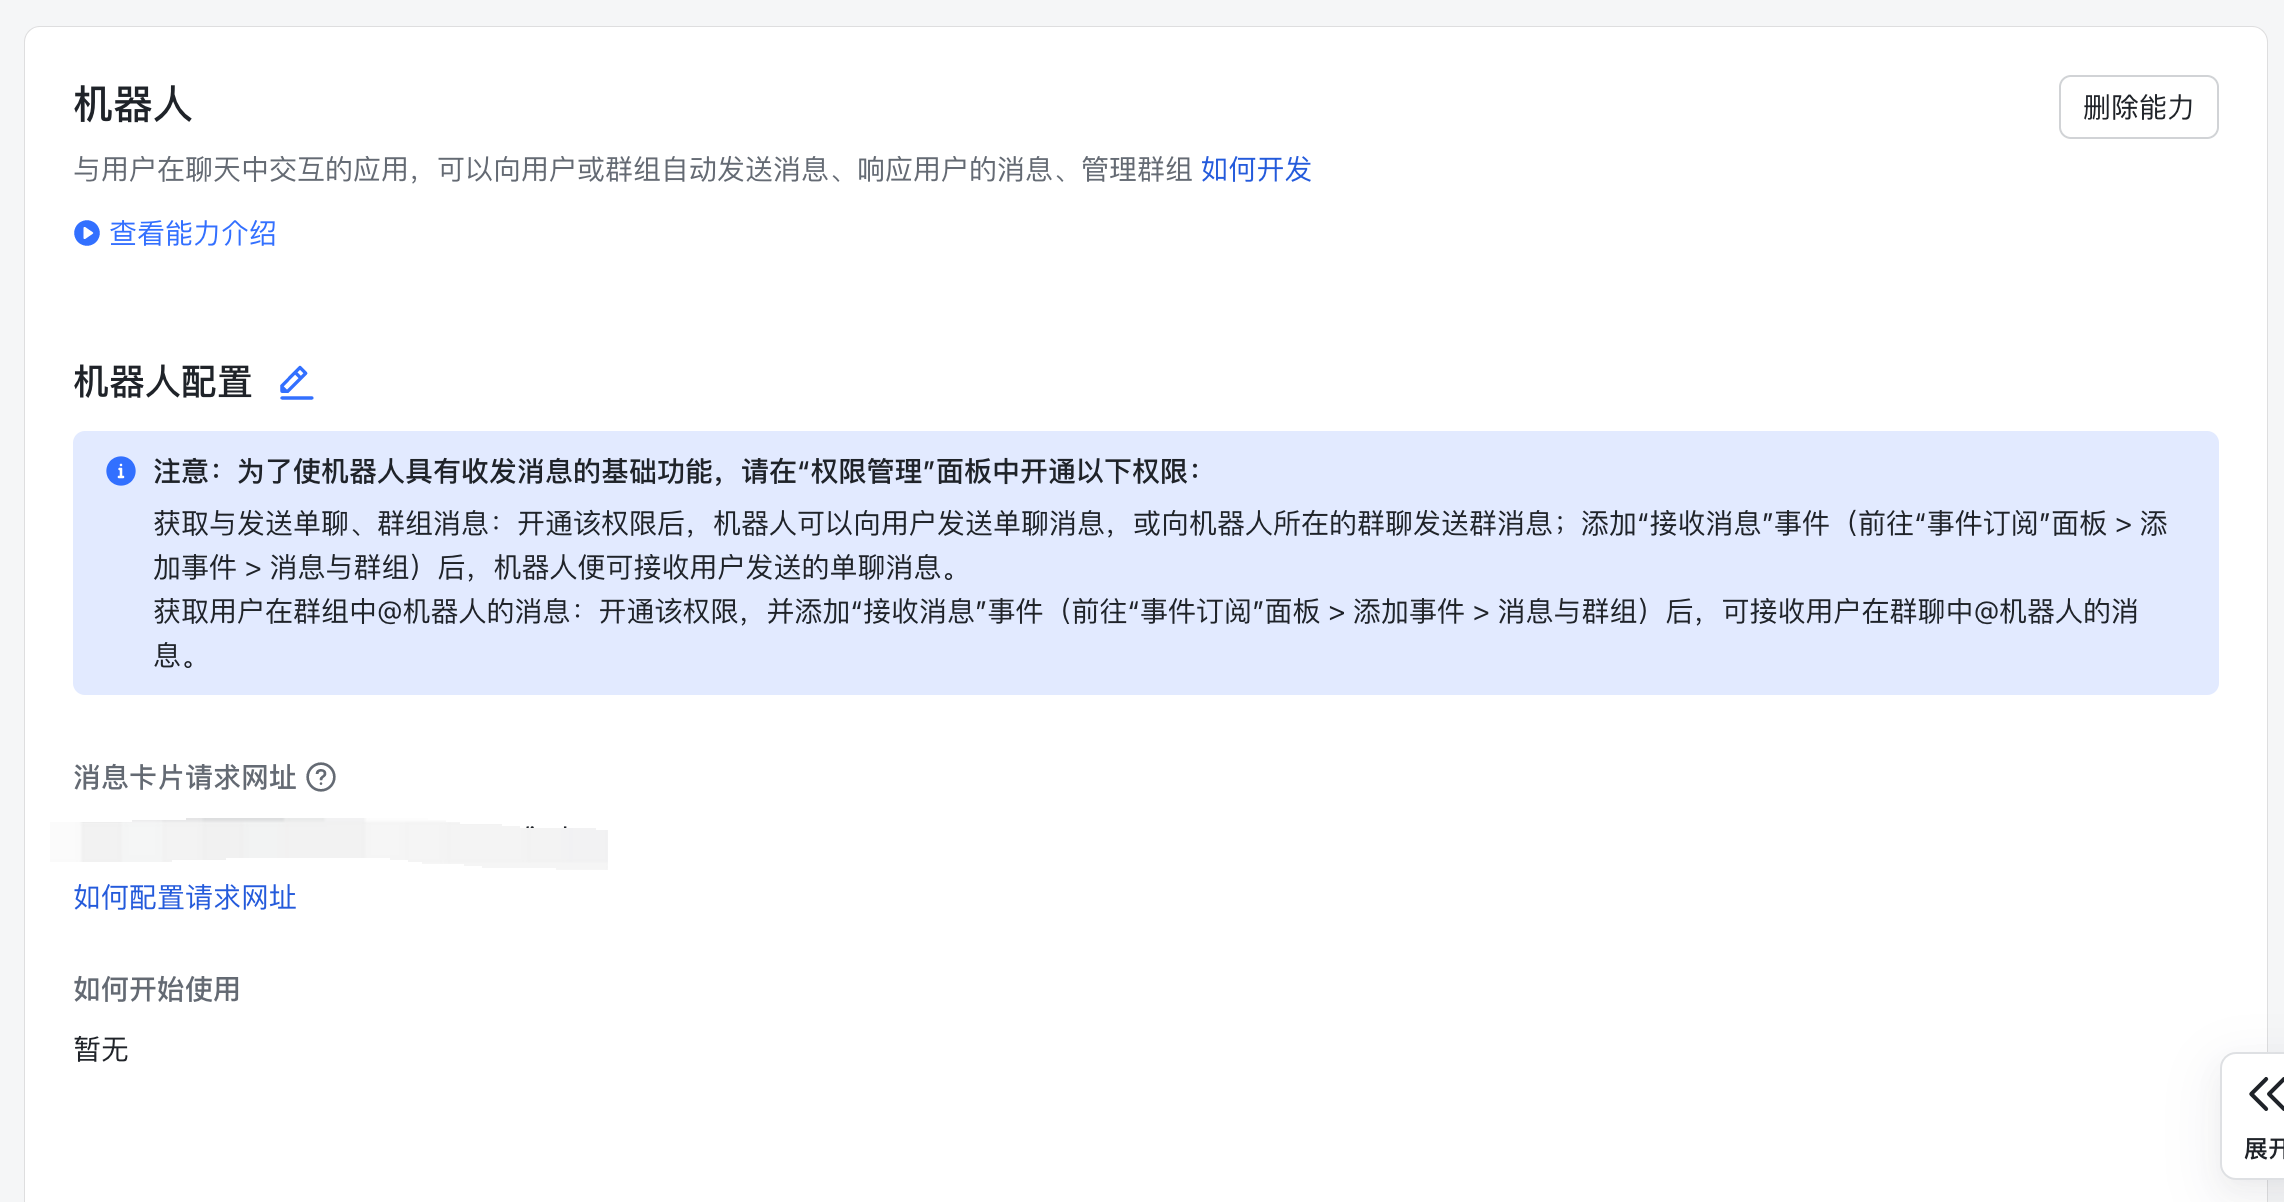 机器人
删除能力
与用户在聊天中交互的应用，可以向用户或群组自动发送消息、响应用户的消息、管理群组 如何开发
查看能力介绍
机器人配置
注意：为了使机器人具有收发消息的基础功能，请在“权限管理”面板中开通以下权限：
获取与发送单聊、群组消息：开通该权限后，机器人可以向用户发送单聊消息，或向机器人所在的群聊发送群消息；添加“接收消息”事件（前往“事件订阅”面板 > 添
加事件 > 消息与群组）后，机器人便可接收用户发送的单聊消息。
获取用户在群组中@机器人的消息：开通该权限，并添加“接收消息”事件（前往“事件订阅”面板 > 添加事件 > 消息与群组）后，可接收用户在群聊中@机器人的消
息。
消息卡片请求网址
如何配置请求网址
如何开始使用
暂无
展开